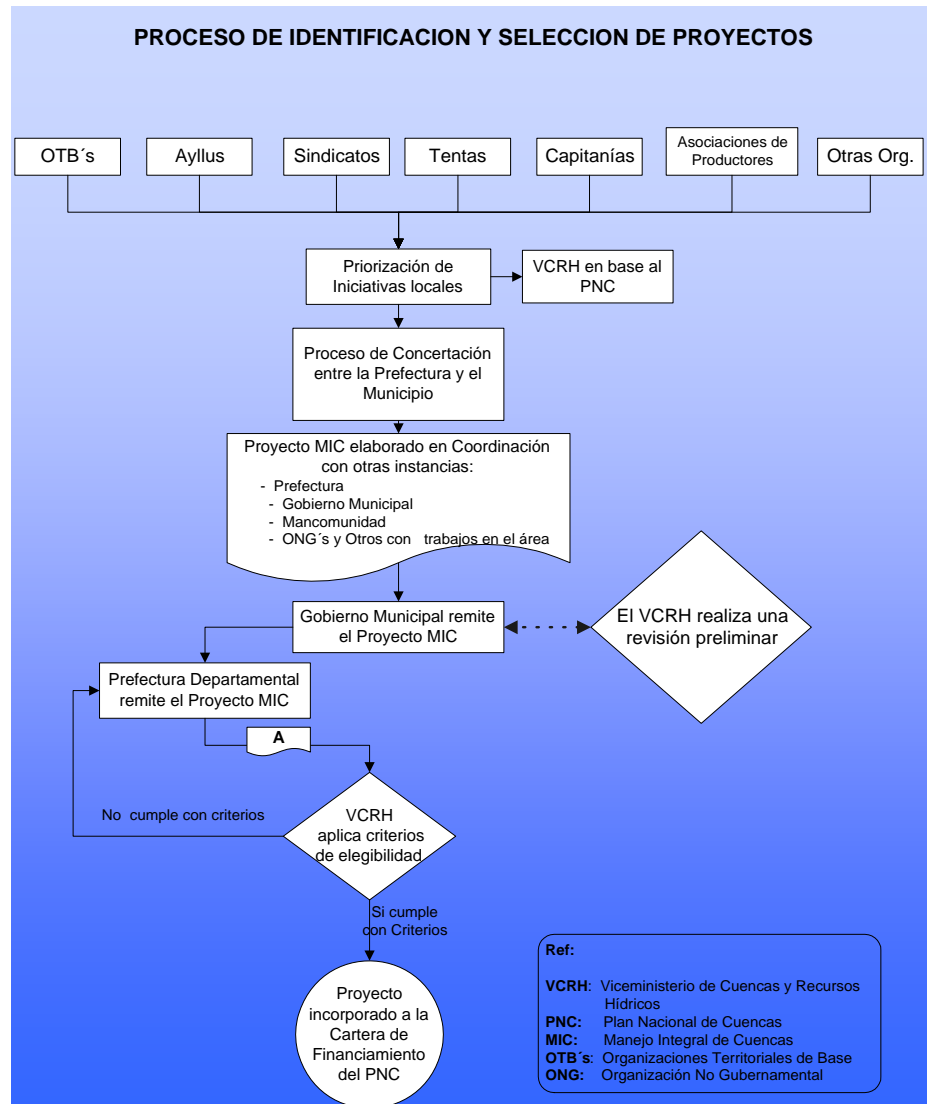 PROCESO DE IDENTIFICACION Y SELECCION DE PROYECTOS
OTB´s
Ayllus
Sindicatos
Tentas
Capitanías
Asociaciones de
Productores
Otras Org.
Priorización de
Iniciativas locales
VCRH en base al
PNC
Proceso de Concertación
entre la Prefectura y el
Municipio
Proyecto MIC elaborado en Coordinación
con otras instancias:
- Prefectura
- Gobierno Municipal
- Mancomunidad
- ONG´s y Otros con trabajos en el área
Gobierno Municipal remite
el Proyecto MIC
El VCRH realiza una
revisión preliminar
Prefectura Departamental
remite el Proyecto MIC
A
No cumple con criterios
VCRH
aplica criterios
de elegibilidad
Si cumple
con Criterios
Proyecto
incorporado a la
Cartera de
Financiamiento
del PNC
Ref:
VCRH: Viceministerio de Cuencas y Recursos
Hídricos
PNC: Plan Nacional de Cuencas
MIC: Manejo Integral de Cuencas
OTB´s: Organizaciones Territoriales de Base
ONG: Organización No Gubernamental